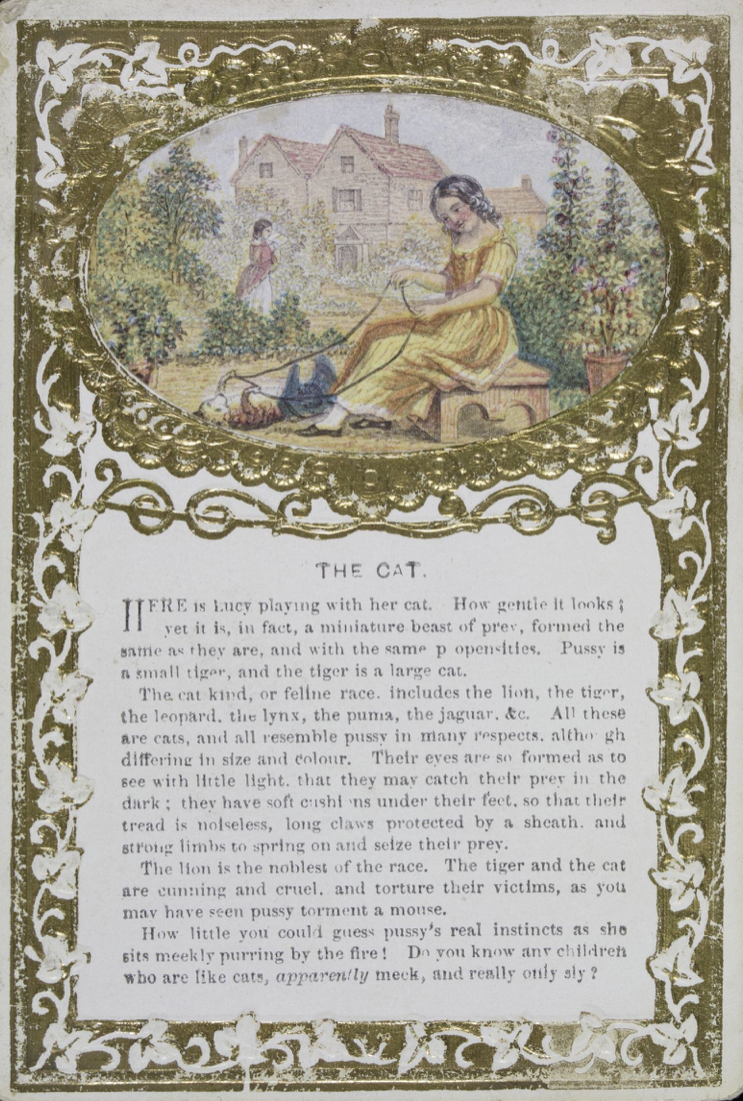 THE CAT.
HERE is Lucy playing with her cat. How gentle it looks ;
yet it is, in fact, a miniature beast of prey, formed the
same as they are, and with the same p opensities. Pussy is
a small tiger, and the tiger is a large cat.
The cat kind, or feline race. includes the lion, the tiger,
the leopard. the lynx, the puma, the jaguar. &c. All these
are cats, and all resemble pussy in many respects. altho gh
differing in size and colour. Their eyes are so formed as to
see with little light. that they may catch their prey in the
dark ; they have soft cushi ns under their feet. so that their
tread is noiseless, long claws protected by a sheath. and
strong limbs to spring on and seize their prey.
The lion is the noblest of the race. The tiger and the cat
are cunning and cruel. and torture their victims, as you
may have seen pussy torment a mouse.
How little you could guess pussy's real instincts as she
sits meekly purring by the fire ! Do you know any children
who are like cats, apparently meek, and really only sly ?